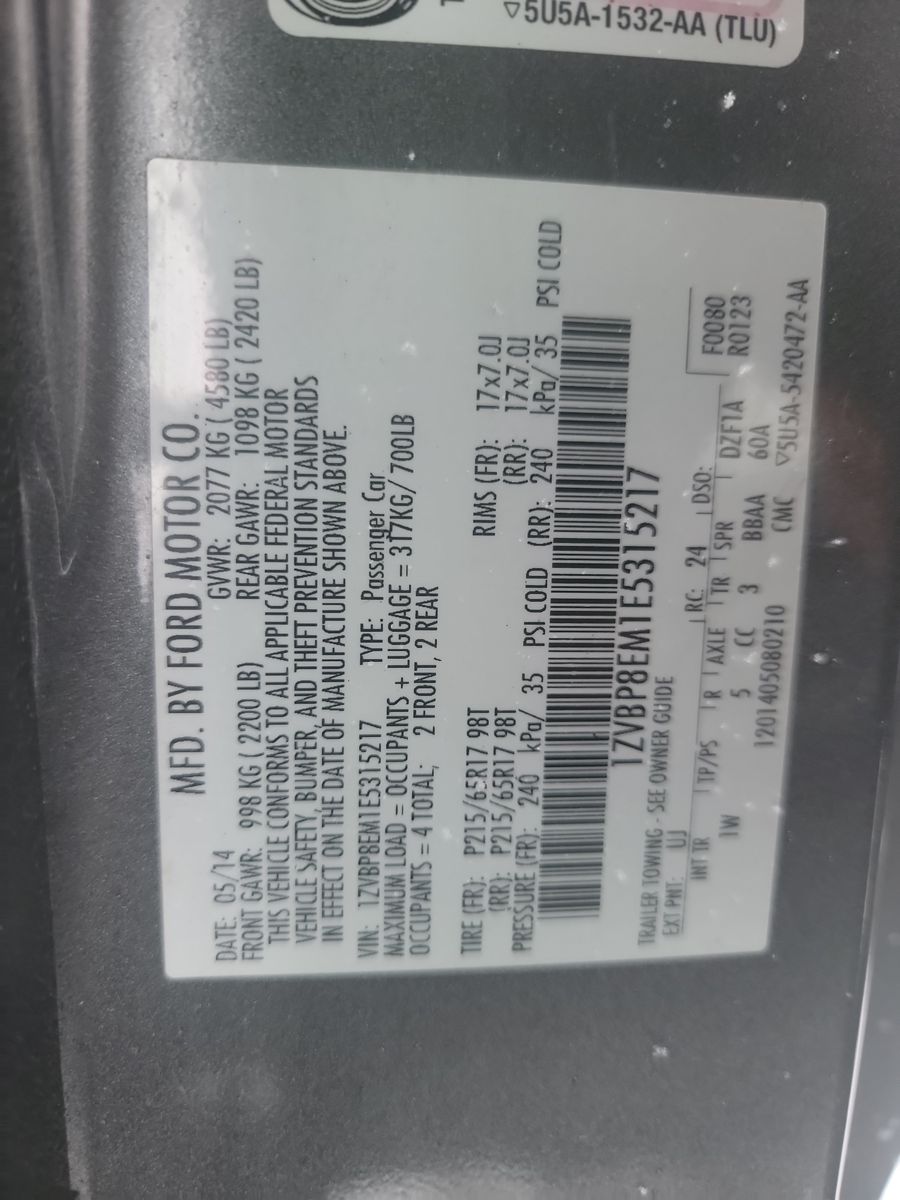 ▽5U5A-1532-AA (TLU)
MFD. BY FORD MOTOR CO.
DATE: 05/14 GVWR: 2077 KG ( 4580 LB)
FRONT GAWR: 998 KG ( 2200 LB) REAR GAWR: 1098 KG ( 2420 LB)
THIS VEHICLE CONFORMS TO ALL APPLICABLE FEDERAL MOTOR
VEHICLE SAFETY, BUMPER, AND THEFT PREVENTION STANDARDS
IN EFFECT ON THE DATE OF MANUFACTURE SHOWN ABOVE.
VIN: 1ZVBP8EM1E5315217 TYPE: Passenger Car
MAXIMUM LOAD = OCCUPANTS + LUGGAGE = 317KG/ 700LB
OCCUPANTS = 4 TOTAL; 2 FRONT, 2 REAR
TIRE (FR): P215/65R17 98T RIMS (FR): 17x7.0J
(RR): P215/65R17 98T (RR): 17x7.0J
PRESSURE (FR): 240 kPa/ 35 PSI COLD (RR): 240 kPa/ 35 PSI COLD
1ZVBP8EM1E5315217
TRAILER TOWING - SEE OWNER GUIDE
EXT PNT: UJ RC: 24 DSO: F0080
INT TR TP/PS R AXLE TR SPR DZF1A R0123
1W 5 CC 3 BBAA 60A
1201405080210 CMC ▽5U5A-5420472-AA